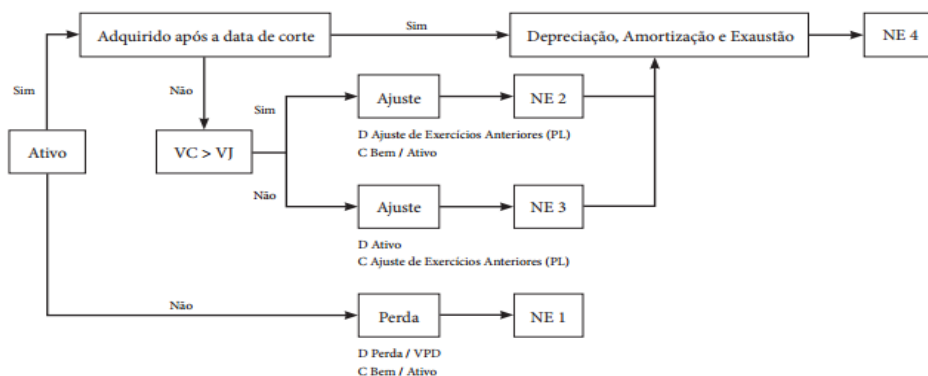 Adquirido após a data de corte
Sim
Depreciação, Amortização e Exaustão
NE 4
Sim
Não
Sim
Ajuste
NE 2
D Ajuste de Exercícios Anteriores (PL)
C Bem / Ativo
Ativo
VC > VJ
Não
Ajuste
NE 3
D Ativo
C Ajuste de Exercícios Anteriores (PL)
Não
Perda
NE 1
D Perda / VPD
C Bem / Ativo